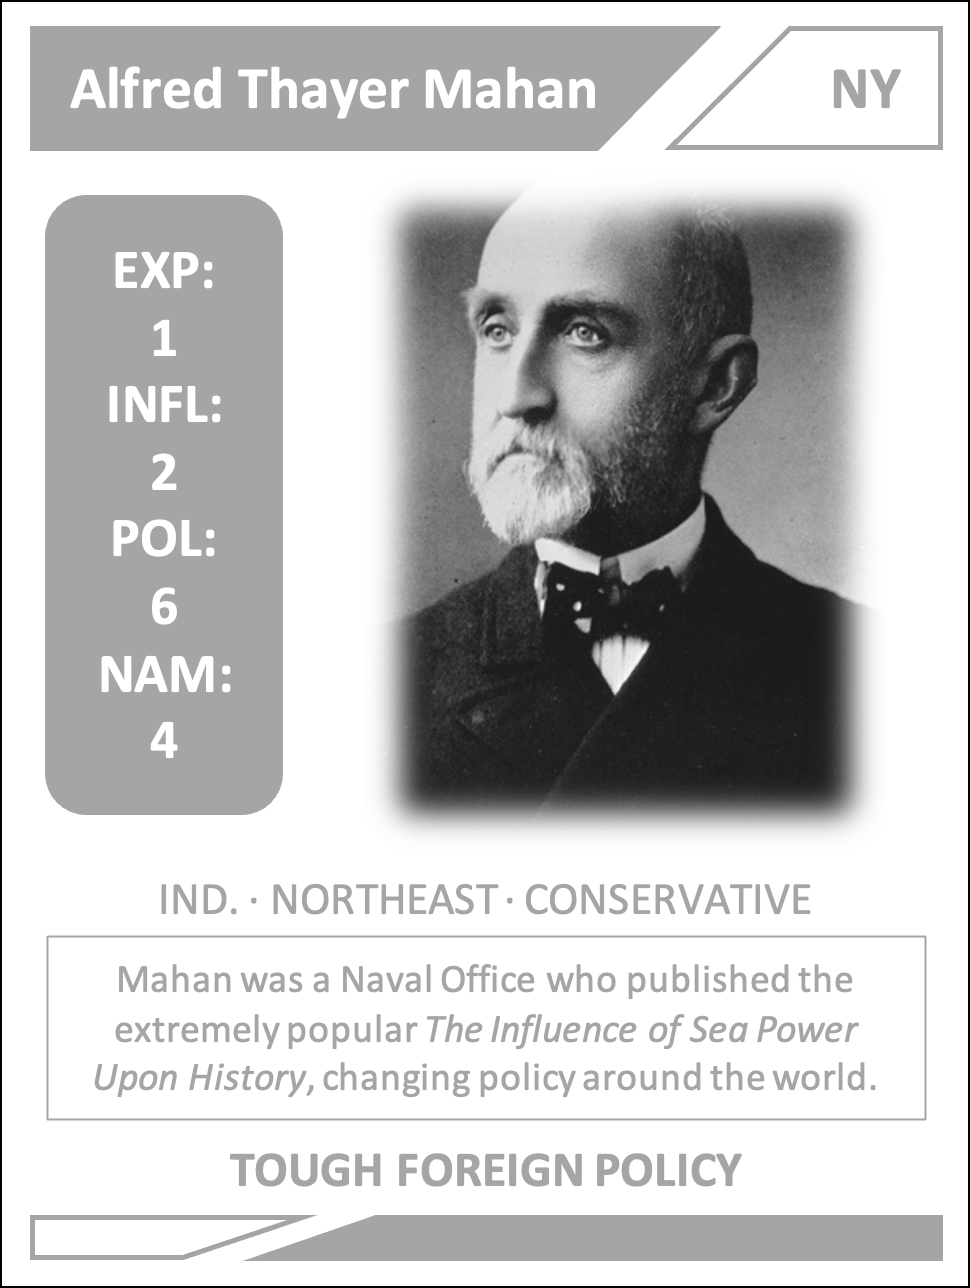 Alfred Thayer Mahan
NY
EXP:
1
INFL:
2
POL:
6
NAM:
4
IND. · NORTHEAST · CONSERVATIVE
Mahan was a Naval Office who published the
extremely popular The Influence of Sea Power
Upon History, changing policy around the world.
TOUGH FOREIGN POLICY